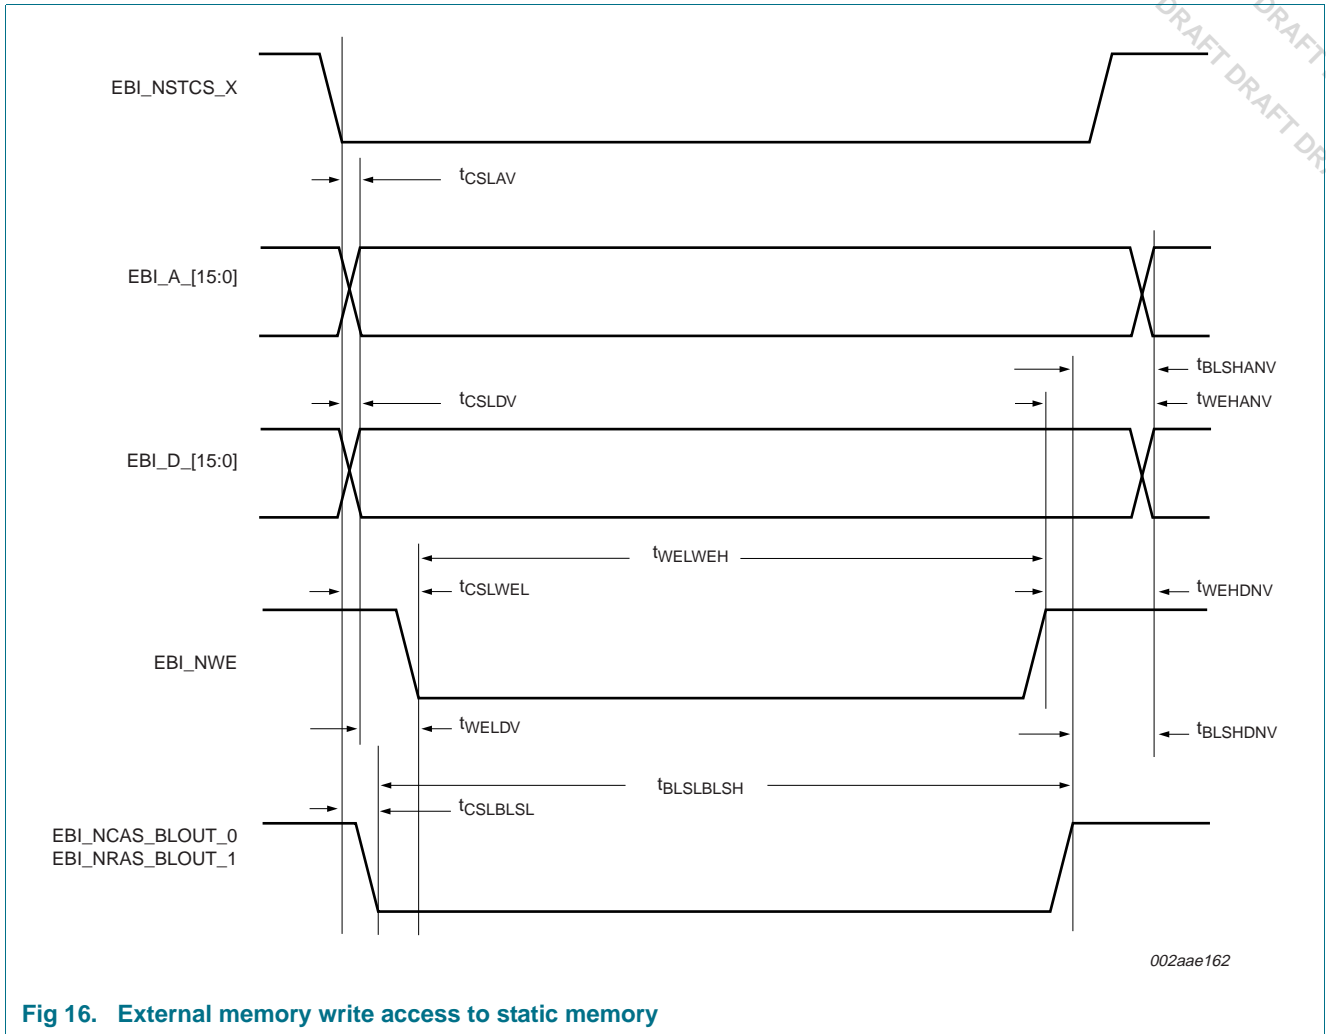 DRAFT DRAFT DR
DRAFT
EBI_NSTCS_X
tCSLAV
EBI_A_[15:0]
tBLSHANV
tCSLDV
tWEHANV
EBI_D_[15:0]
tWELWEH
tCSLWEL
tWEHDNV
EBI_NWE
tWELDV
tBLSHDNV
tBLSLBLSH
tCSLBLSL
EBI_NCAS_BLOUT_0
EBI_NRAS_BLOUT_1
002aae162
Fig 16. External memory write access to static memory